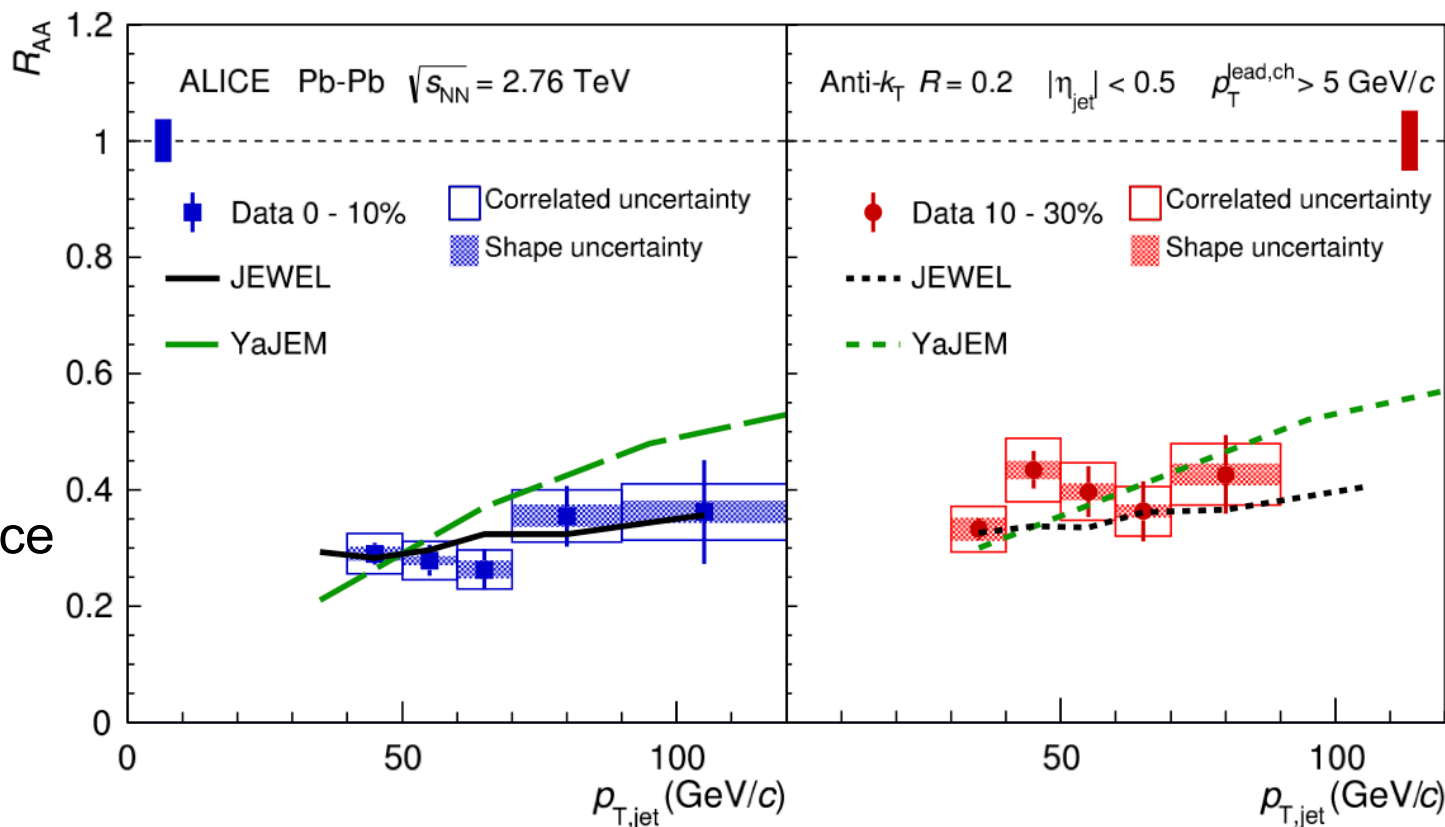 R_AA
1.2
1
0.8
0.6
0.4
0.2
0
ALICE Pb-Pb √s_NN = 2.76 TeV
Data 0 - 10%
Correlated uncertainty
Shape uncertainty
JEWEL
YaJEM
0 50 100
p_T,jet (GeV/c)
Anti-k_T R = 0.2 |η_jet| < 0.5 p_T^lead,ch > 5 GeV/c
Data 10 - 30%
Correlated uncertainty
Shape uncertainty
JEWEL
YaJEM
50 100
p_T,jet (GeV/c)
ce